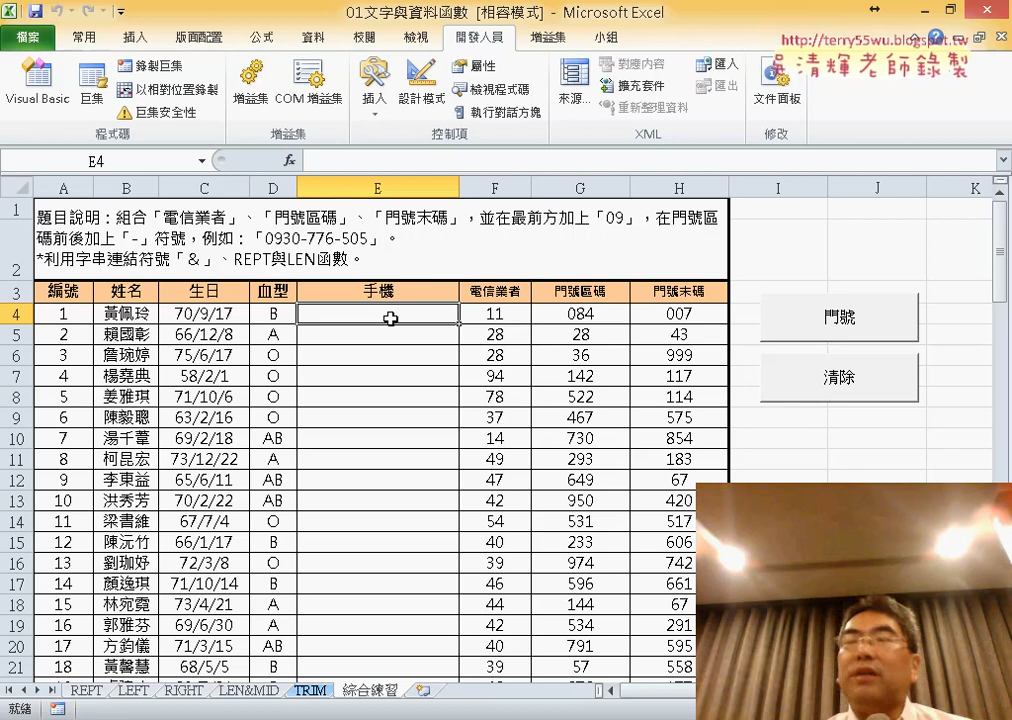 01文字與資料函數 [相容模式] - Microsoft Excel
檔案 常用 插入 版面配置 公式 資料 校閱 檢視 開發人員 增益集 小組
http://terry55wu.blogspot.tw
吳清輝老師錄製
Visual Basic 巨集 錄製巨集 以相對位置錄製 巨集安全性 程式碼
增益集 COM 增益集 增益集
插入 設計模式 屬性 檢視程式碼 執行對話方塊 控制項
來源... 對應內容 擴充套件 重新整理資料 匯入 匯出 XML
文件面板 修改
E4 fx
A B C D E F G H I J K
1 題目說明：組合「電信業者」、「門號區碼」、「門號末碼」，並在最前方加上「09」，在門號區
碼前後加上「-」符號，例如：「0930-776-505」。
2 *利用字串連結符號「&」、REPT與LEN函數。
3 編號 姓名 生日 血型 手機 電信業者 門號區碼 門號末碼
4 1 黃佩玲 70/9/17 B 11 084 007
門號
5 2 賴國彰 66/12/8 A 28 28 43
6 3 詹琬婷 75/6/17 O 28 36 999
7 4 楊堯典 58/2/1 O 94 142 117
清除
8 5 姜雅琪 71/10/6 O 78 522 114
9 6 陳毅聰 63/2/16 O 37 467 575
10 7 湯千葦 69/2/18 AB 14 730 854
11 8 柯昆宏 73/12/22 A 49 293 183
12 9 李東益 65/6/11 AB 47 649 67
13 10 洪秀芳 70/2/22 AB 42 950 420
14 11 梁書維 67/7/4 O 54 531 517
15 12 陳沅竹 66/1/17 B 40 233 606
16 13 劉珈妤 72/3/8 O 39 974 742
17 14 顏逸琪 71/10/14 B 46 596 661
18 15 林宛霓 73/4/21 A 44 144 67
19 16 郭雅芬 69/6/30 A 42 534 291
20 17 方鈞儀 71/3/15 AB 40 791 595
21 18 黃馨慧 68/5/5 B 39 57 558
REPT LEFT RIGHT LEN&MID TRIM 綜合練習
就緒